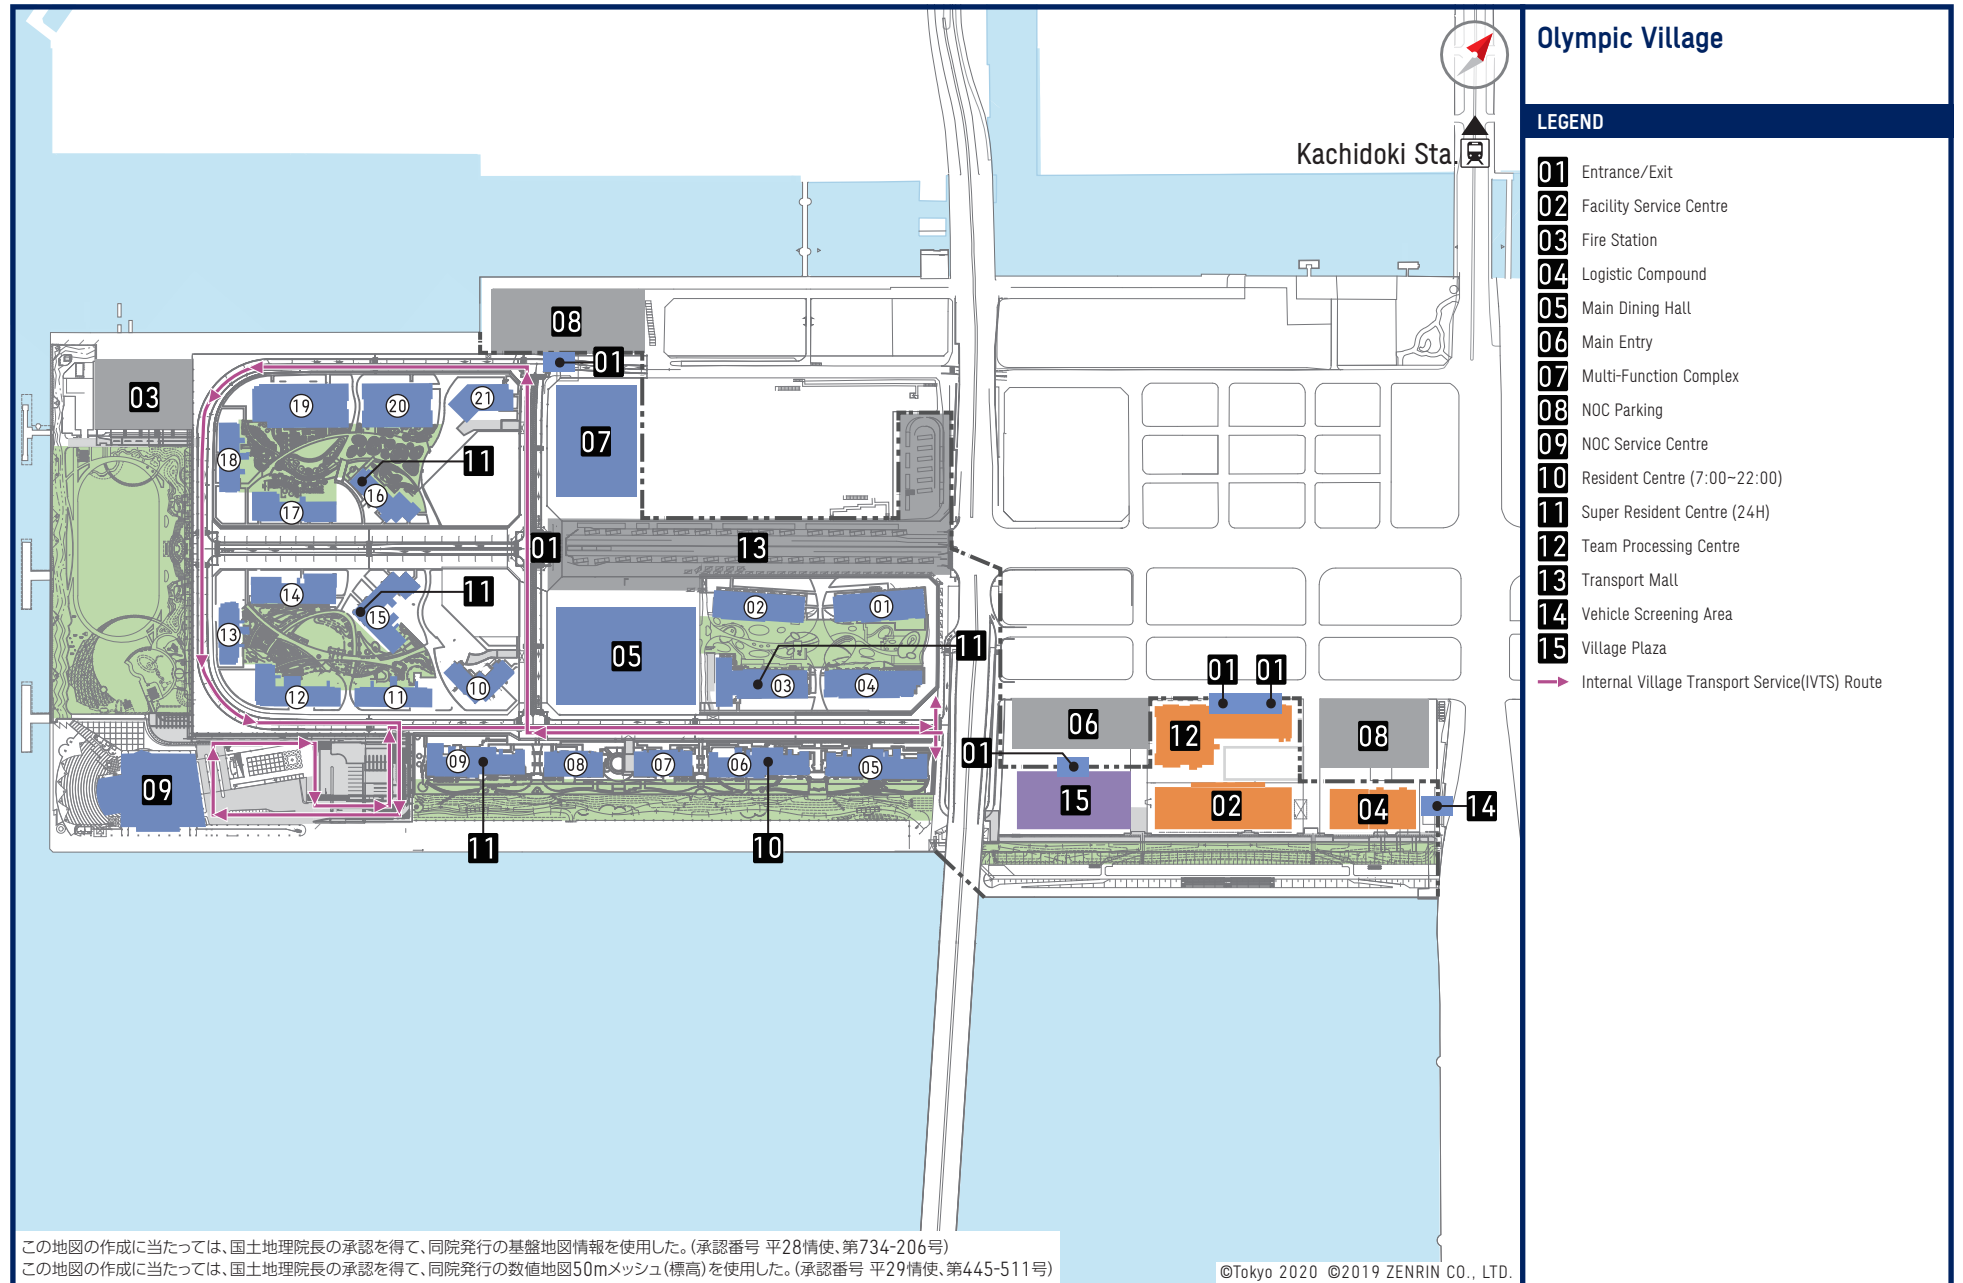 Olympic Village
LEGEND
01 Entrance/Exit
02 Facility Service Centre
03 Fire Station
04 Logistic Compound
05 Main Dining Hall
06 Main Entry
07 Multi-Function Complex
08 NOC Parking
09 NOC Service Centre
10 Resident Centre (7:00~22:00)
11 Super Resident Centre (24H)
12 Team Processing Centre
13 Transport Mall
14 Vehicle Screening Area
15 Village Plaza
Internal Village Transport Service(IVTS) Route
Kachidoki Sta.
08
01
03
19
20
21
07
18
11
16
17
01
13
14
11
15
02
01
13
05
11
12
11
10
03
04
01
01
06
12
08
01
09
09
08
07
06
05
15
02
04
14
11
10
この地図の作成に当たっては、国土地理院長の承認を得て、同院発行の基盤地図情報を使用した。(承認番号 平28情使、第734-206号)
この地図の作成に当たっては、国土地理院長の承認を得て、同院発行の数値地図50mメッシュ(標高)を使用した。(承認番号 平29情使、第445-511号)
©Tokyo 2020 ©2019 ZENRIN CO., LTD.